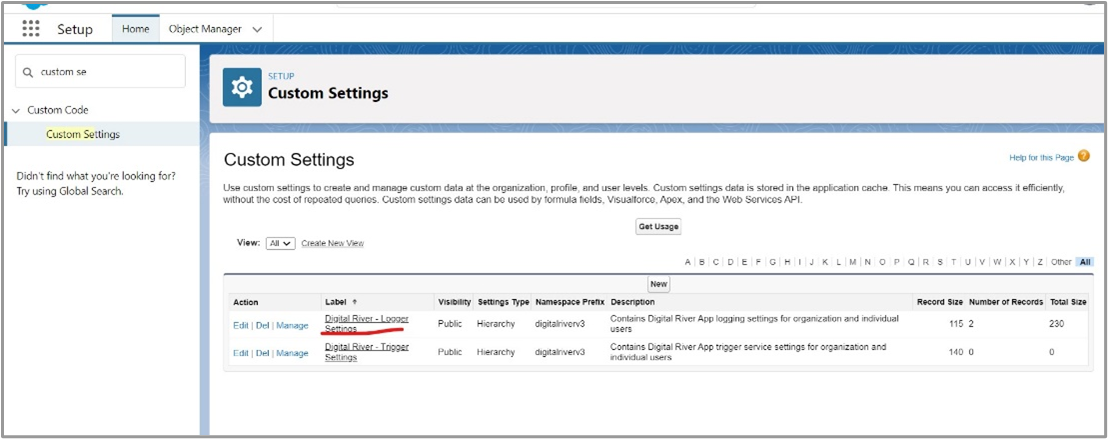 Setup
Home
Object Manager
custom se
Custom Code
Custom Settings
Didn't find what you're looking for?
Try using Global Search.
SETUP
Custom Settings
Custom Settings
Help for this Page
Use custom settings to create and manage custom data at the organization, profile, and user levels. Custom settings data is stored in the application cache. This means you can access it efficiently,
without the cost of repeated queries. Custom settings data can be used by formula fields, Visualforce, Apex, and the Web Services API.
Get Usage
View: All Create New View
A | B | C | D | E | F | G | H | I | J | K | L | M | N | O | P | Q | R | S | T | U | V | W | X | Y | Z | Other All
New
Action Label Visibility Settings Type Namespace Prefix Description Record Size Number of Records Total Size
Edit | Del | Manage Digital River - Logger Settings Public Hierarchy digitalriverv3 Contains Digital River App logging settings for organization and individual users 115 2 230
Edit | Del | Manage Digital River - Trigger Settings Public Hierarchy digitalriverv3 Contains Digital River App trigger service settings for organization and individual users 140 0 0